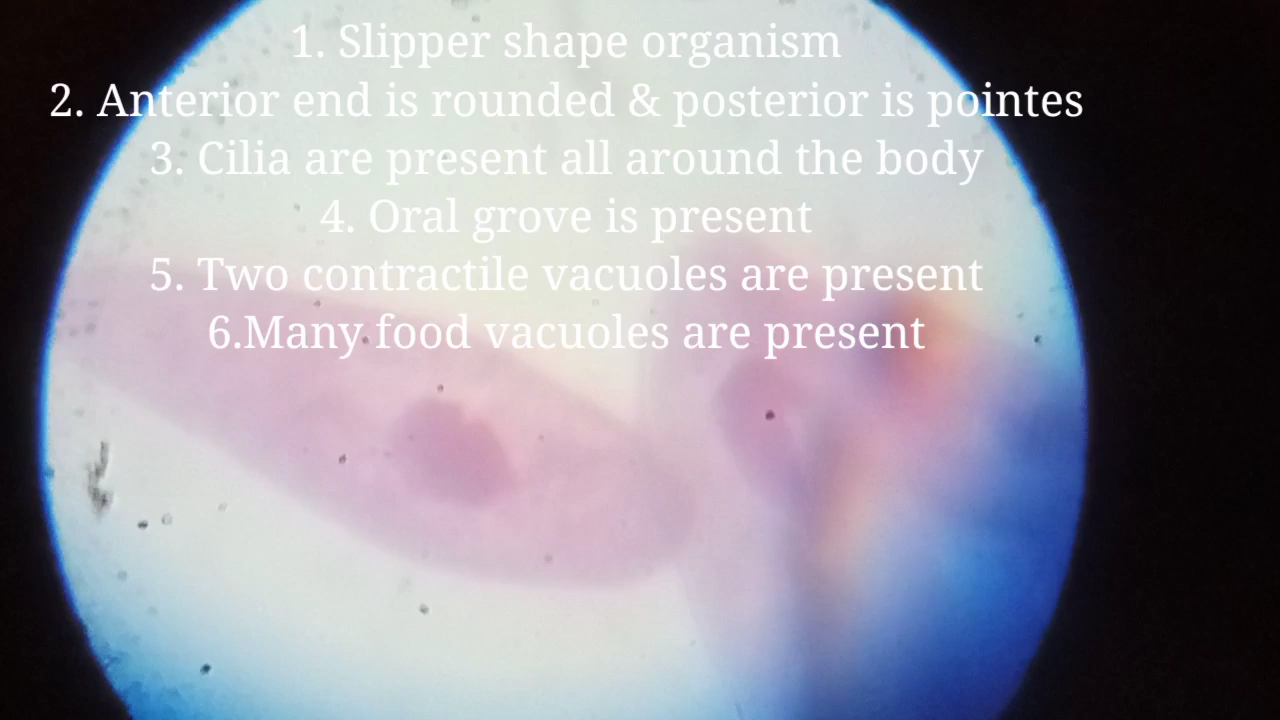 1. Slipper shape organism
2. Anterior end is rounded & posterior is pointes
3. Cilia are present all around the body
4. Oral grove is present
5. Two contractile vacuoles are present
6.Many food vacuoles are present